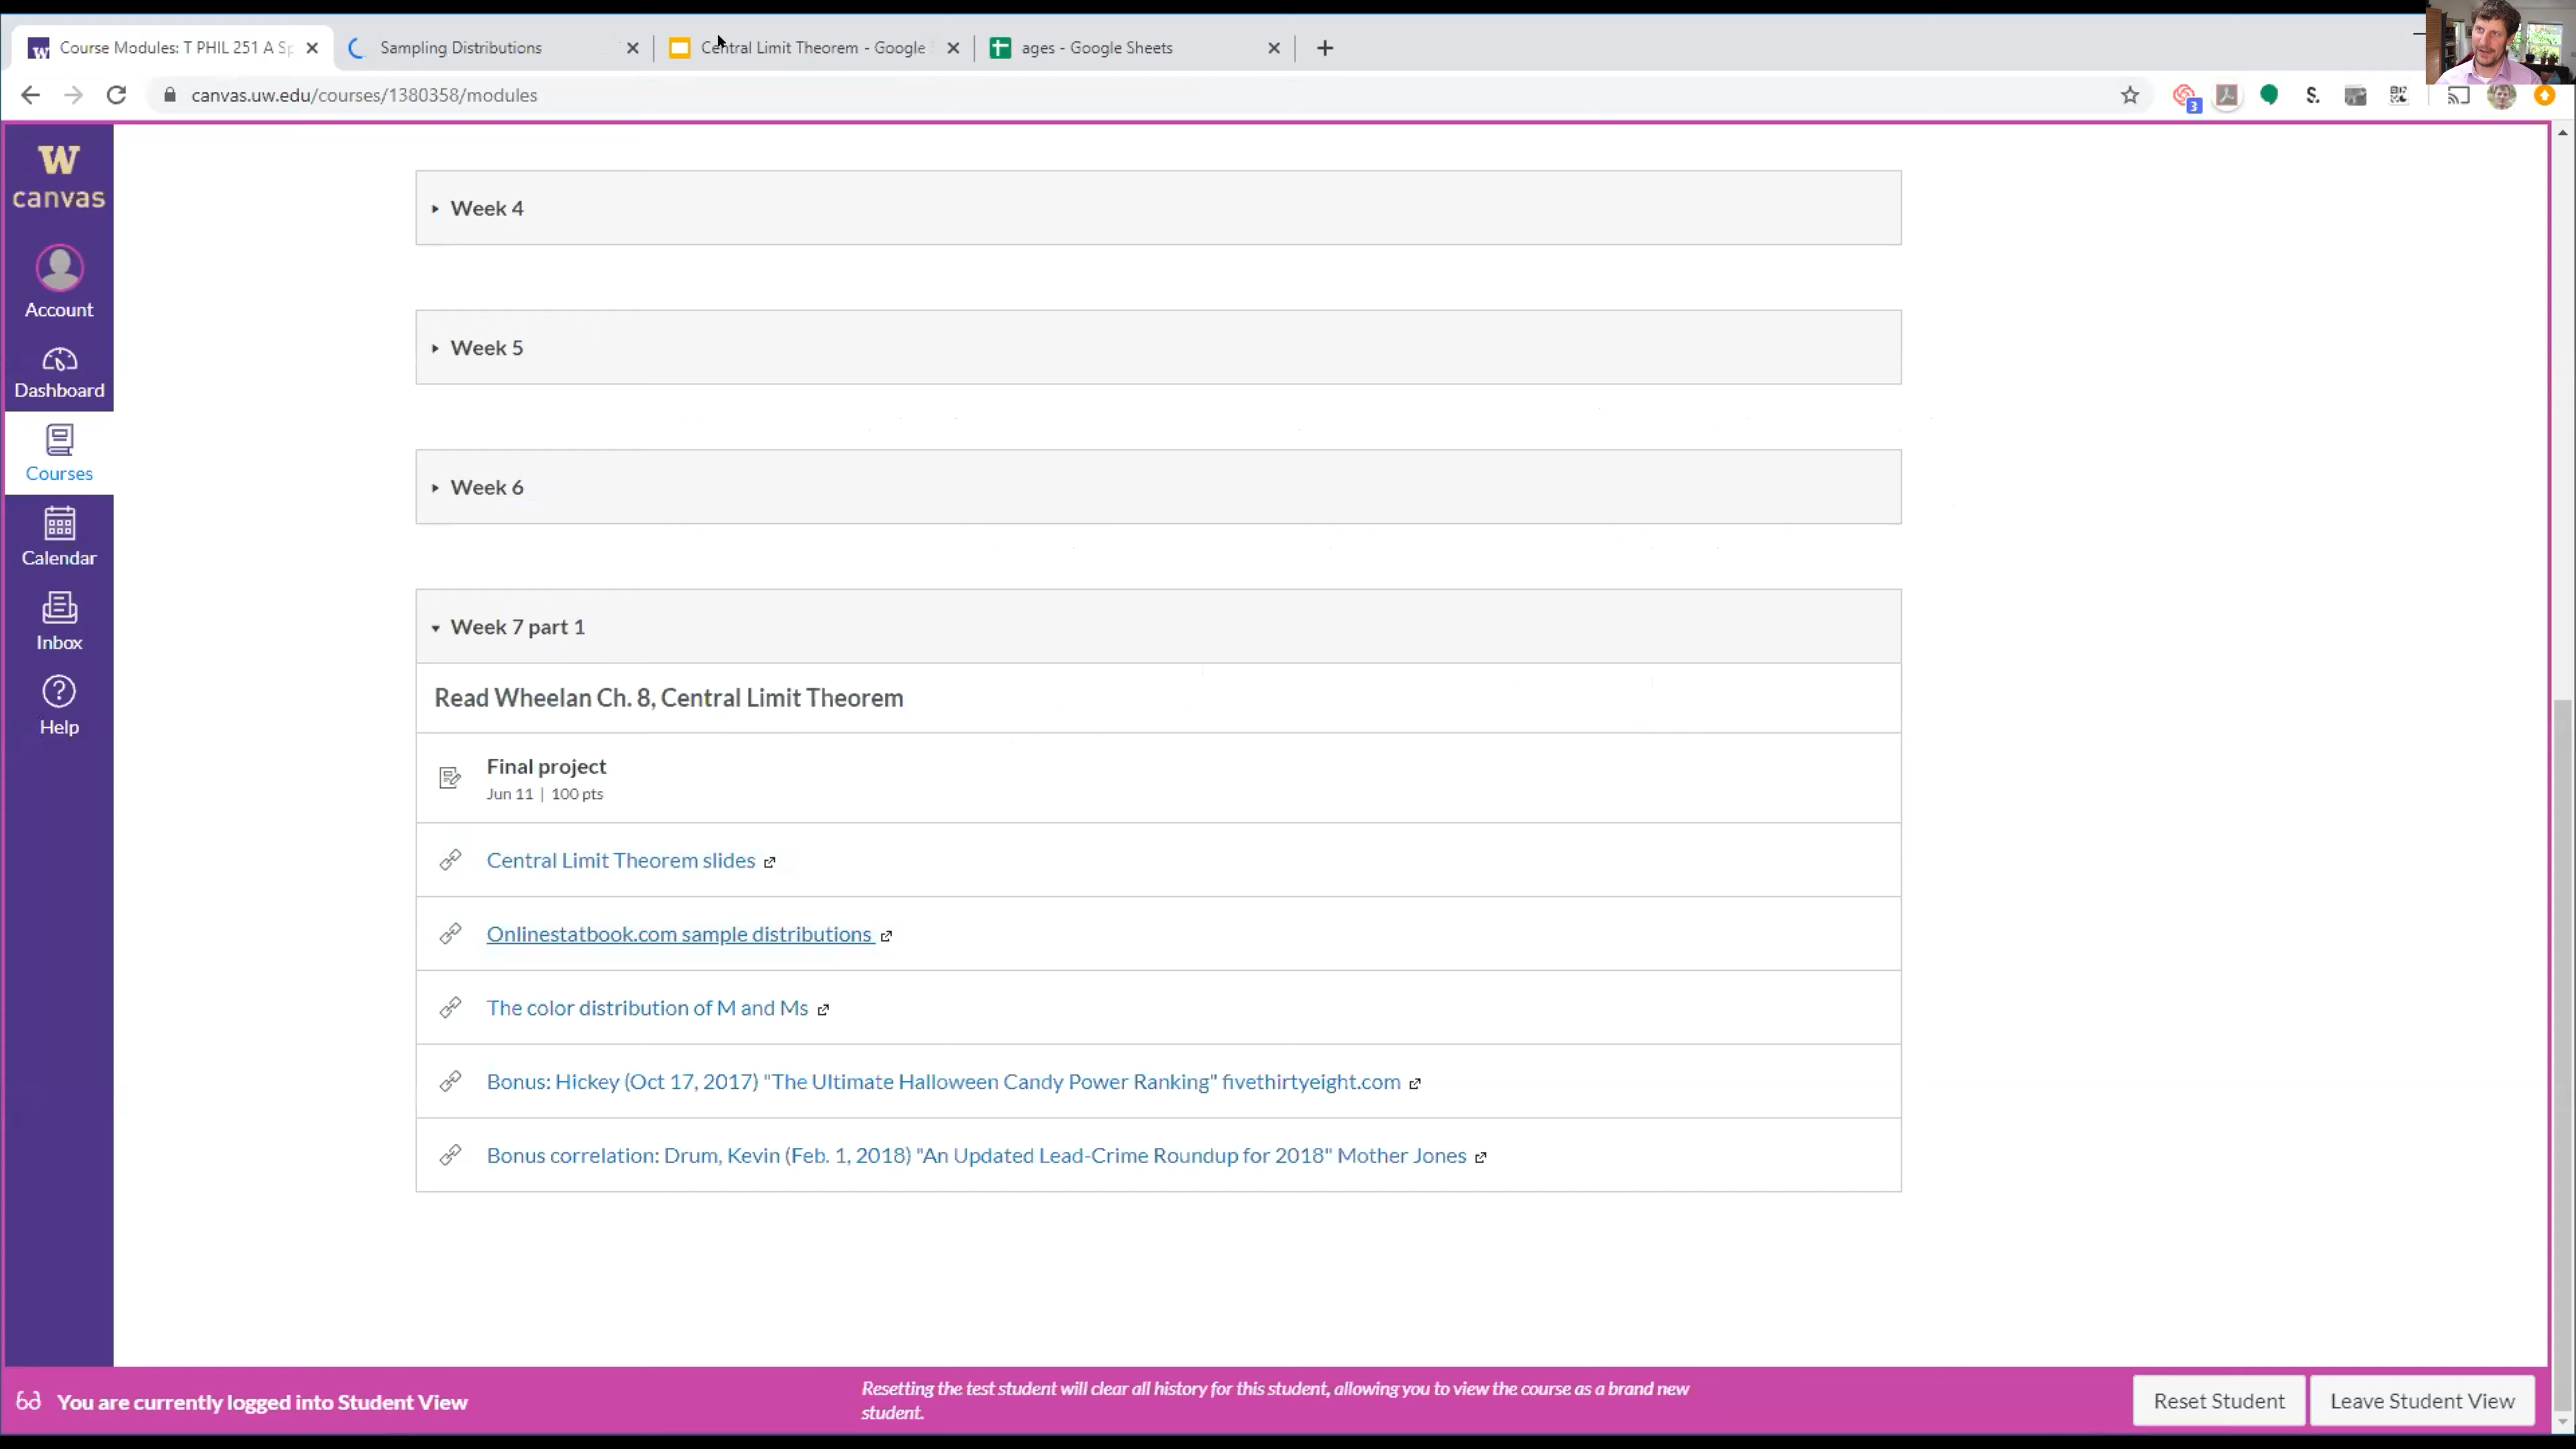 Course Modules: T PHIL 251 A Sp
Sampling Distributions
Central Limit Theorem - Google
ages - Google Sheets
canvas.uw.edu/courses/1380358/modules
3
S.
W
canvas
Account
Dashboard
Courses
Calendar
Inbox
Help
Week 4
Week 5
Week 6
Week 7 part 1
Read Wheelan Ch. 8, Central Limit Theorem
Final project
Jun 11 | 100 pts
Central Limit Theorem slides
Onlinestatbook.com sample distributions
The color distribution of M and Ms
Bonus: Hickey (Oct 17, 2017) "The Ultimate Halloween Candy Power Ranking" fivethirtyeight.com
Bonus correlation: Drum, Kevin (Feb. 1, 2018) "An Updated Lead-Crime Roundup for 2018" Mother Jones
You are currently logged into Student View
Resetting the test student will clear all history for this student, allowing you to view the course as a brand new
student.
Reset Student
Leave Student View